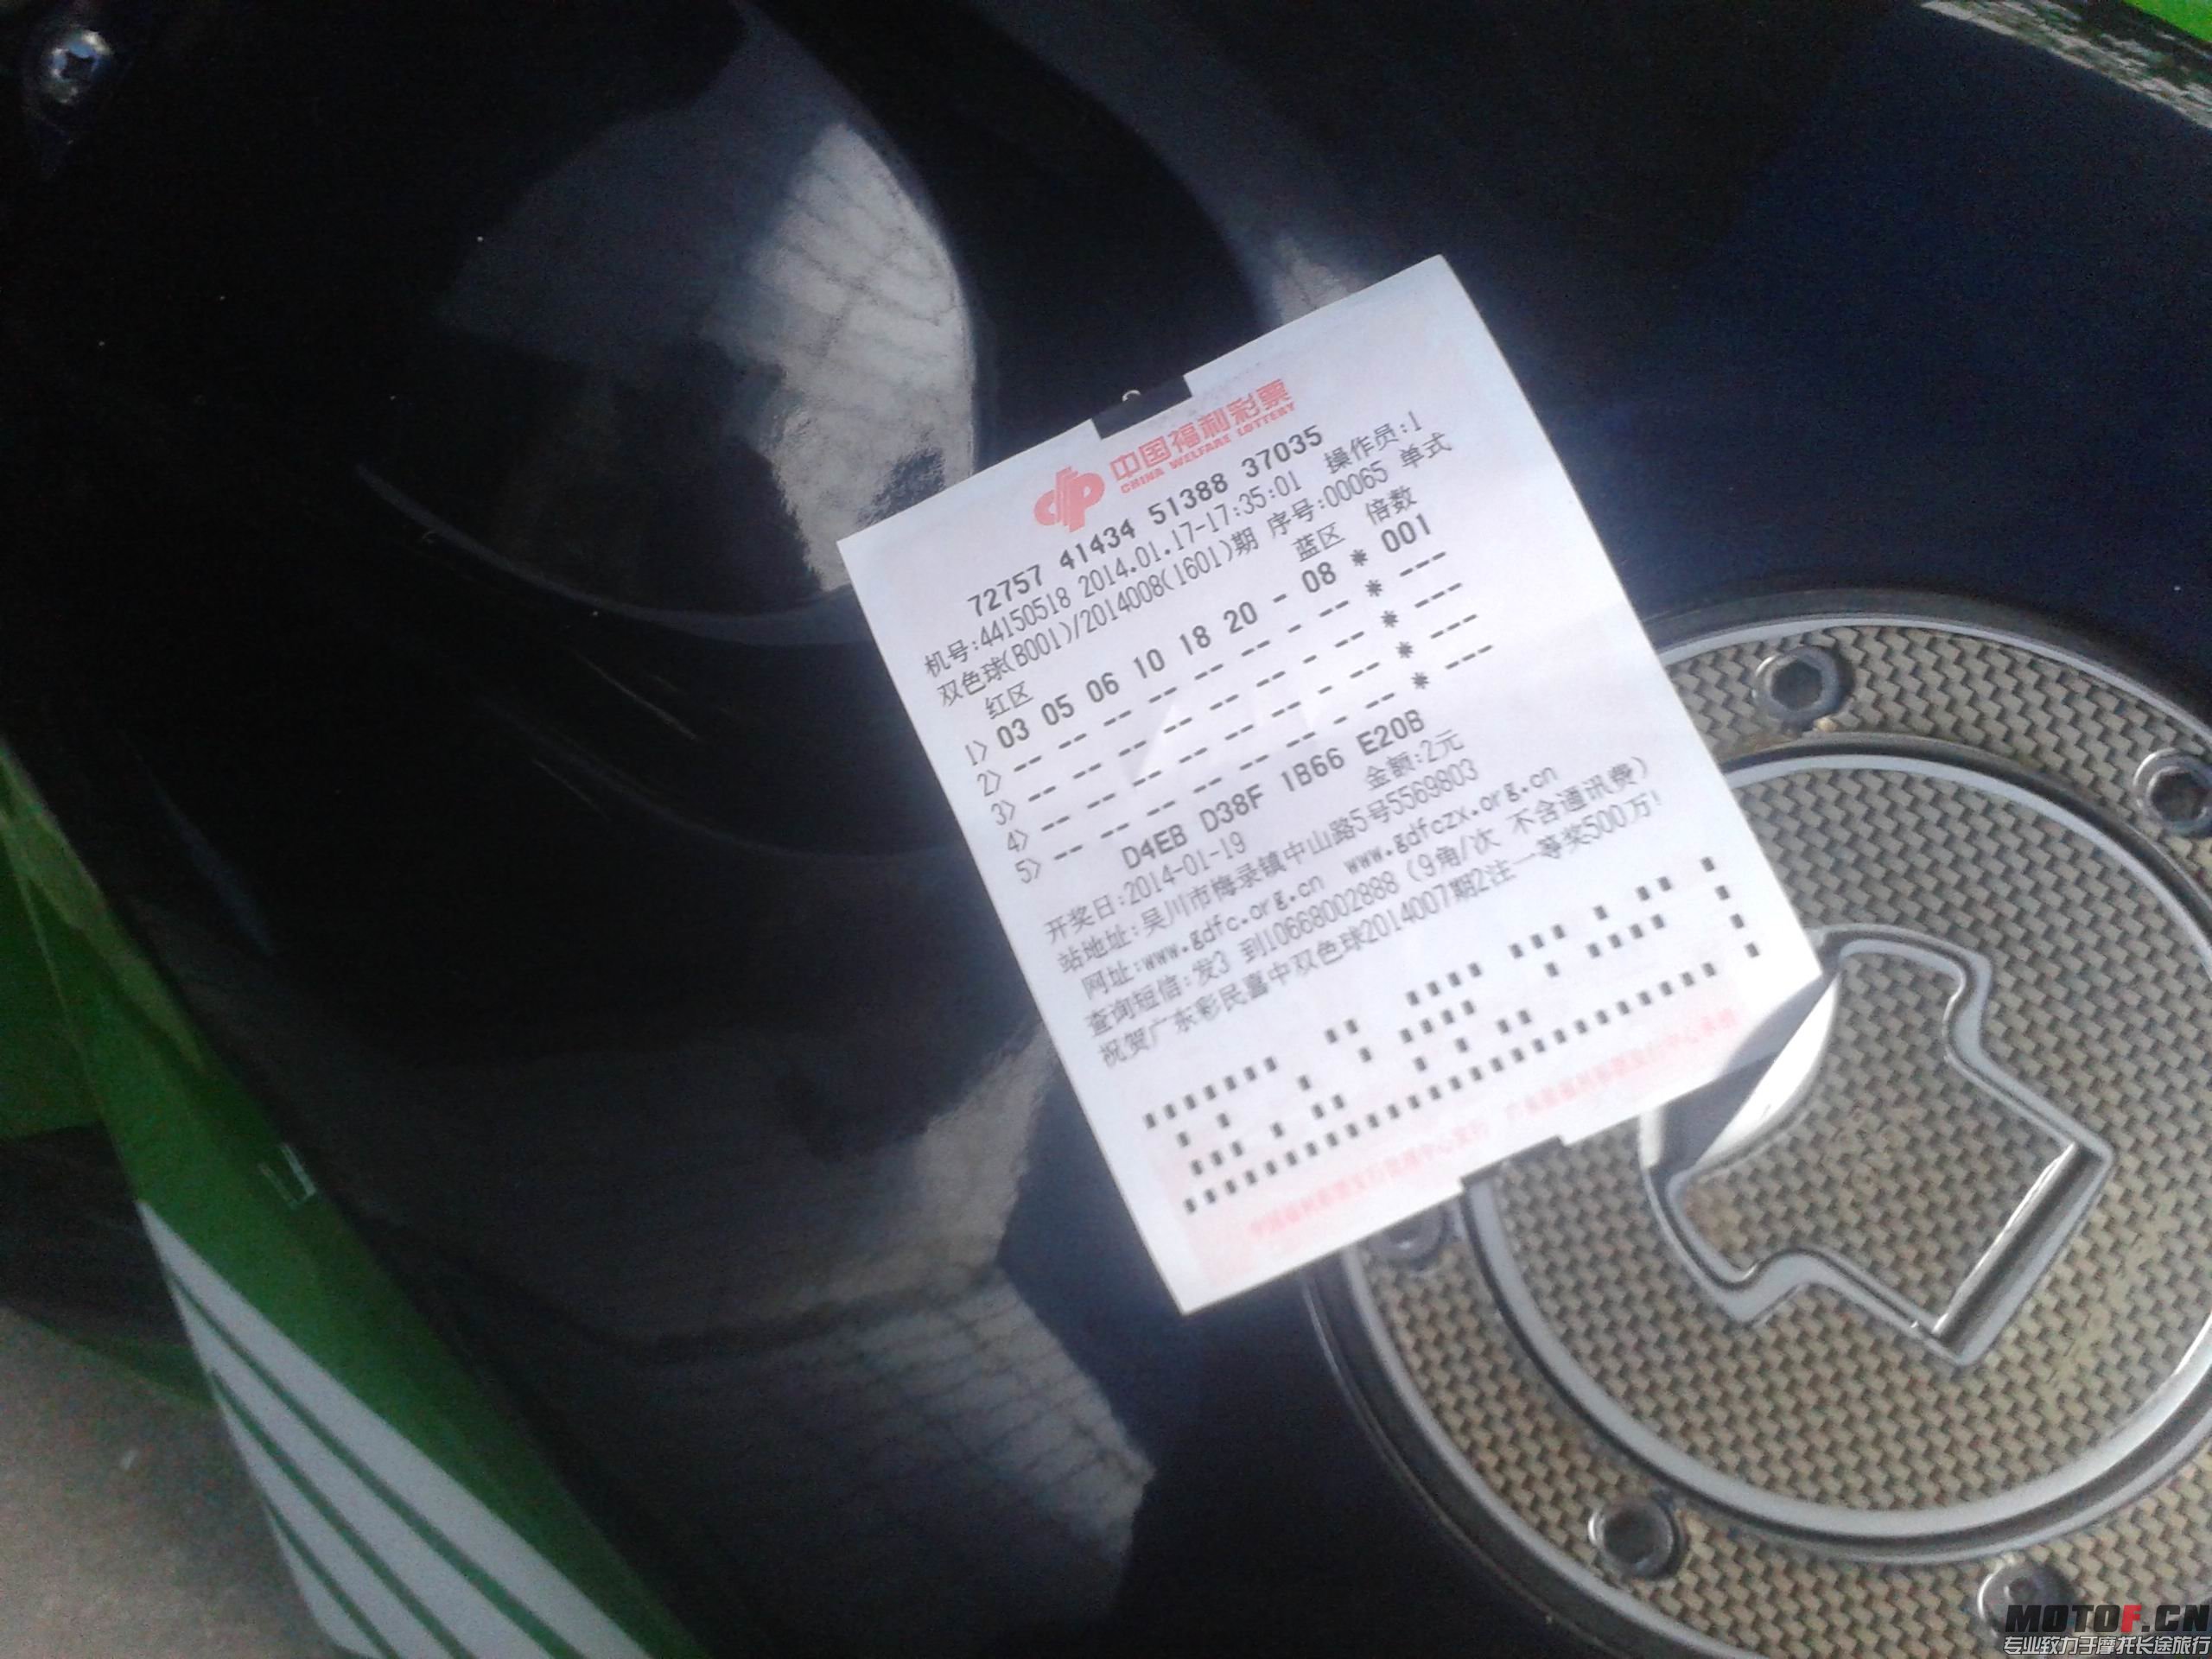 中国福利彩票
CHINA WELFARE LOTTERY
72757 41434 51388 37035
机号:44150518 2014.01.17-17:35:01 操作员:1
双色球(B001)/2014008(1601)期 序号:00065 单式
红区 蓝区 倍数
1> 03 05 06 10 18 20 - 08 * 001
2> -- -- -- -- -- -- - -- * ---
3> -- -- -- -- -- -- - -- * ---
4> -- -- -- -- -- -- - -- * ---
5> -- -- -- -- -- -- - -- * ---
D4EB D38F 1B66 E20B
开奖日:2014-01-19 金额:2元
站地址:吴川市梅录镇中山路5号5569803
网址:www.gdfc.org.cn www.gdfczx.org.cn
查询短信:发3 到10668002888 (9角/次 不含通讯费)
祝贺广东彩民喜中双色球2014007期2注一等奖500万!
MOTOF.CN
专业致力于摩托长途旅行